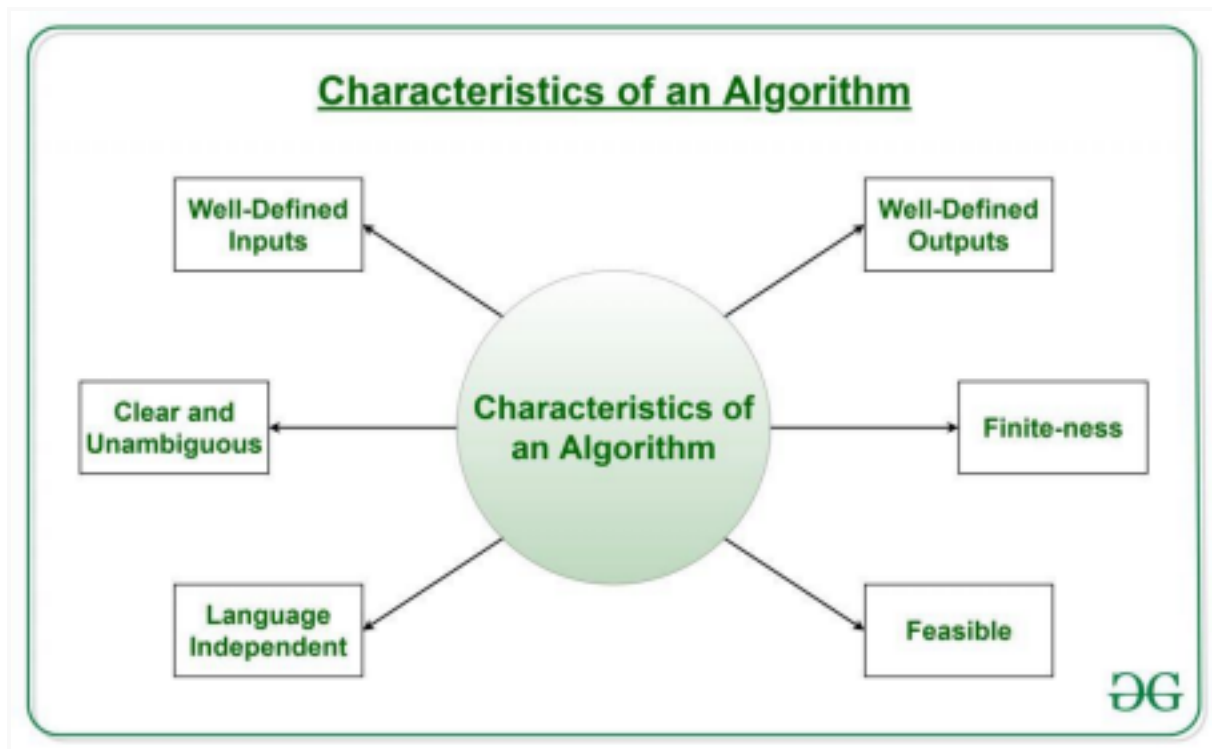 Characteristics of an Algorithm
Well-Defined
Inputs
Well-Defined
Outputs
Clear and
Unambiguous
Characteristics of
an Algorithm
Finite-ness
Language
Independent
Feasible
GG